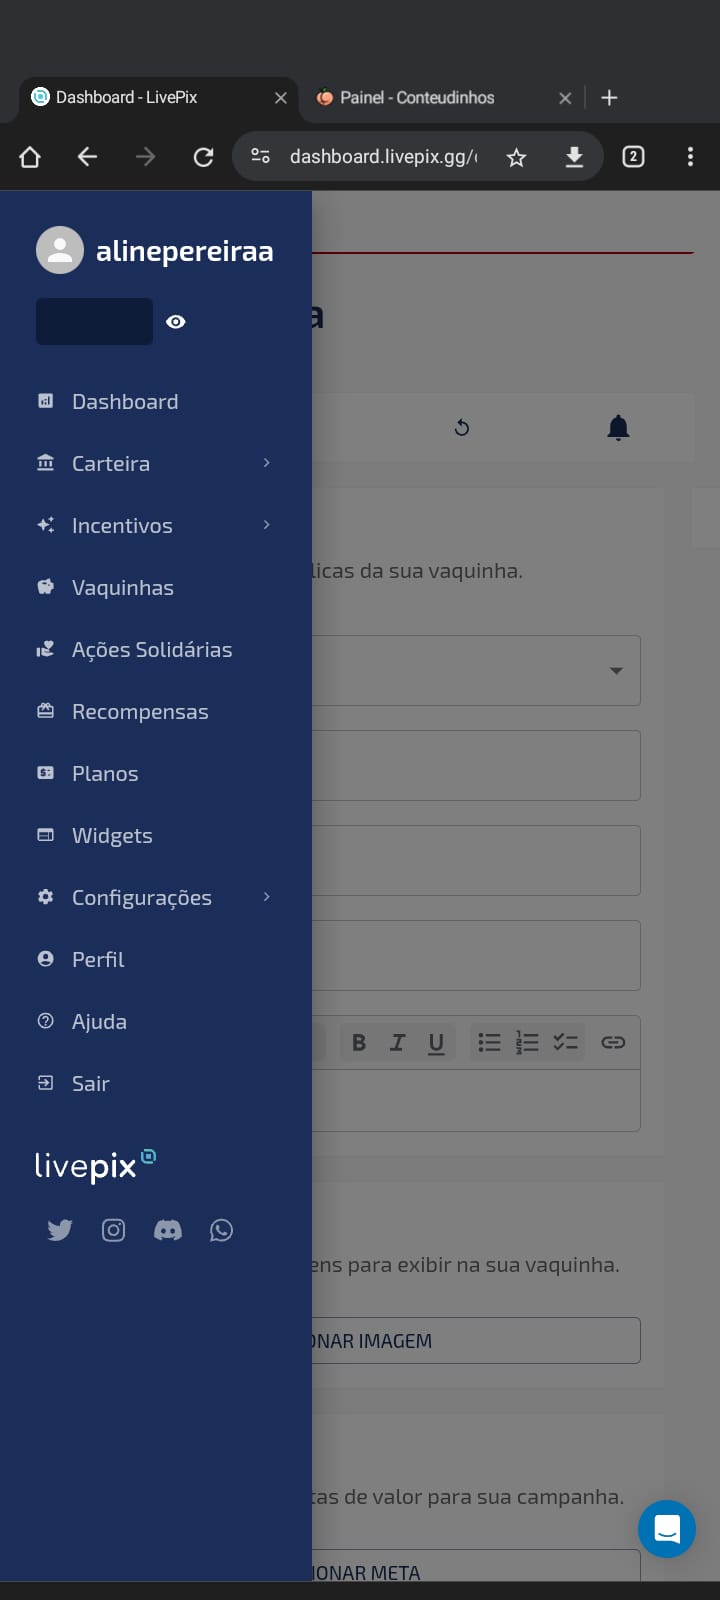 Dashboard - LivePix
Painel - Conteudinhos
dashboard.livepix.gg/
2
alinepereiraa
a
Dashboard
Carteira
Incentivos
Vaquinhas
licas da sua vaquinha.
Ações Solidárias
Recompensas
Planos
Widgets
Configurações
Perfil
Ajuda
B I U
Sair
livepix
ens para exibir na sua vaquinha.
ONAR IMAGEM
tas de valor para sua campanha.
IONAR META